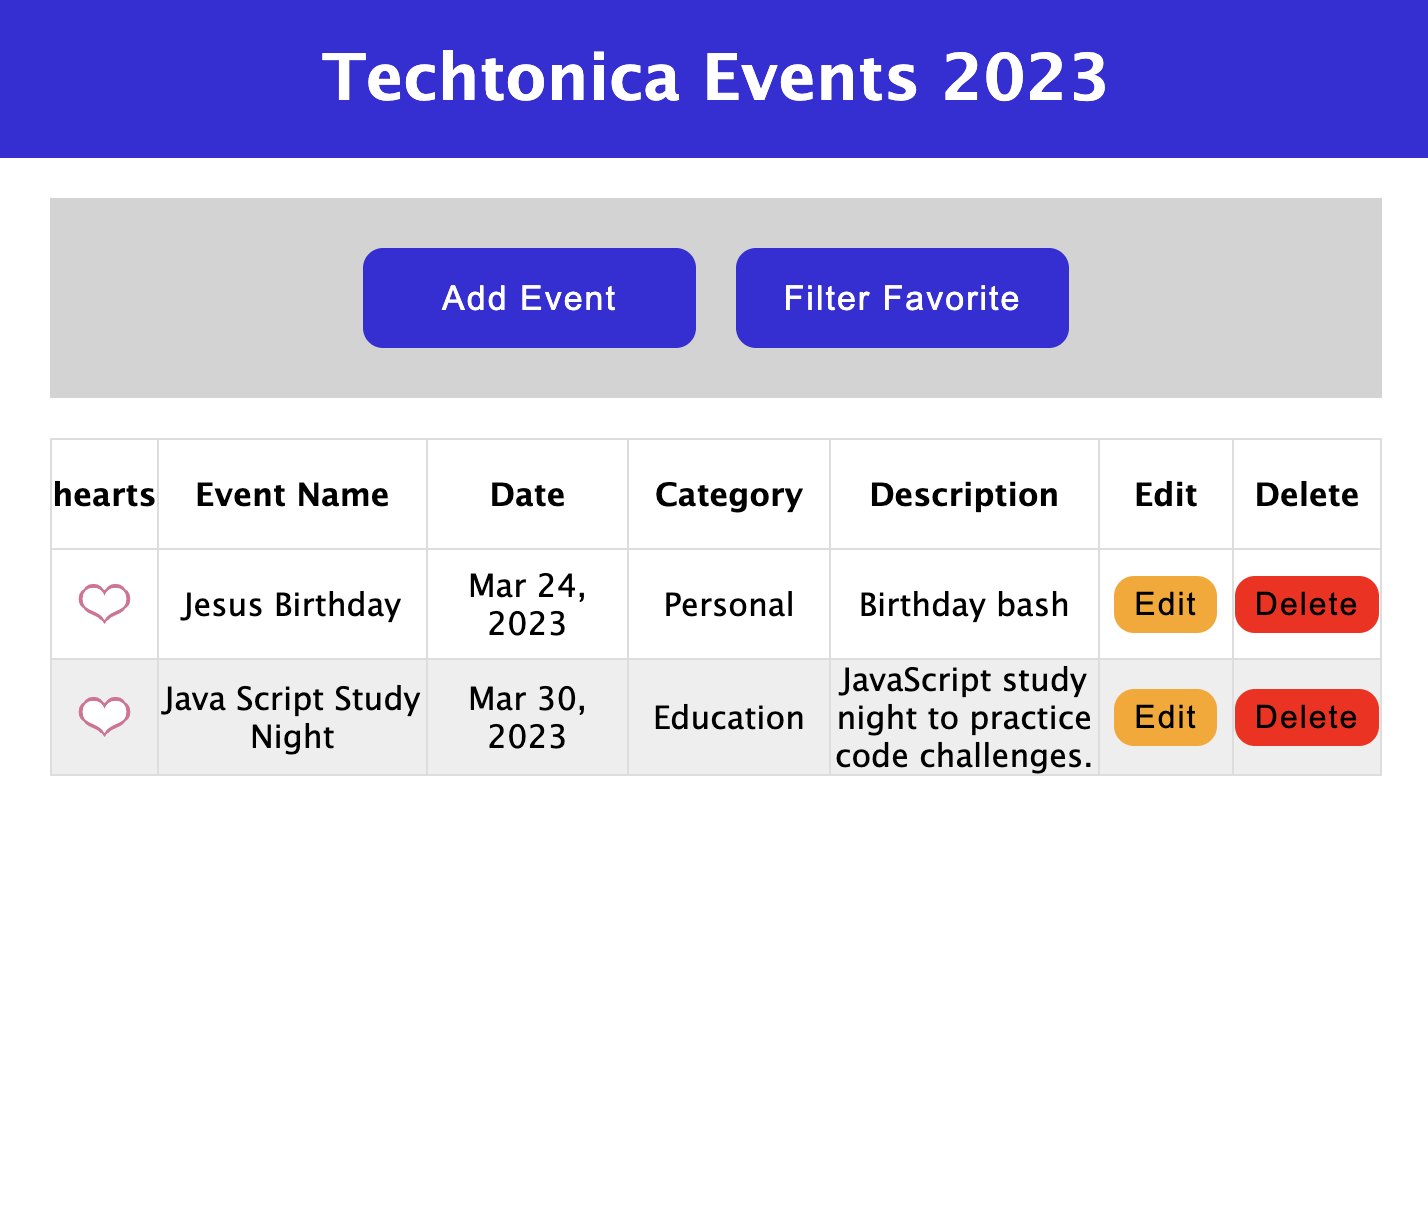 Techtonica Events 2023
Add Event
Filter Favorite
hearts Event Name Date Category Description Edit Delete
Jesus Birthday
Mar 24,
2023
Personal
Birthday bash
Edit
Delete
Java Script Study
Night
Mar 30,
2023
Education
JavaScript study
night to practice
code challenges.
Edit
Delete